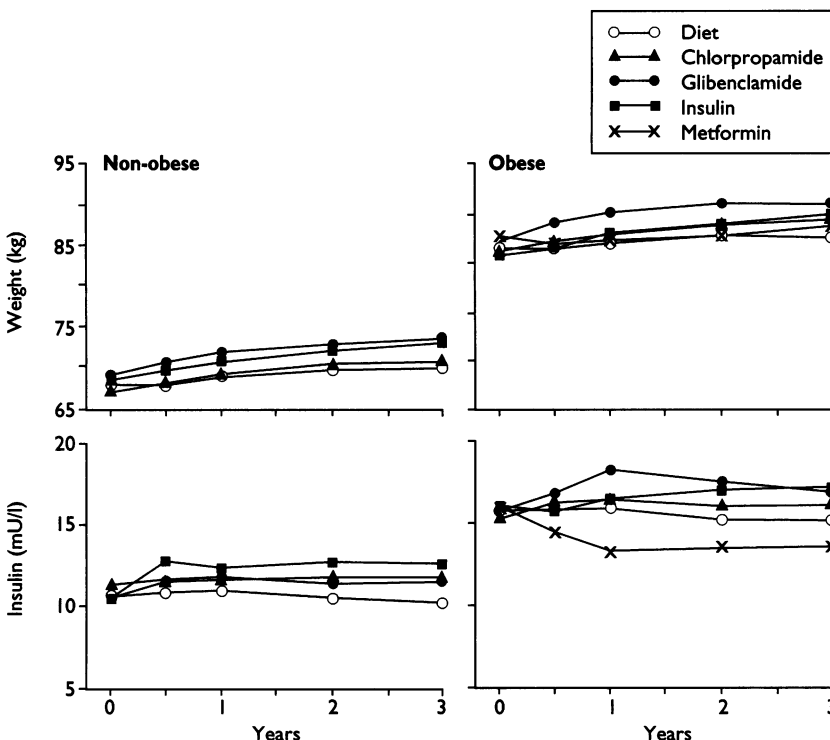 Diet
Chlorpropamide
Glibenclamide
Insulin
Metformin
Non-obese
Obese
Weight (kg)
95
85
75
65
Insulin (mU/l)
20
15
10
5
0 1 2 3
0 1 2 3
Years
Years